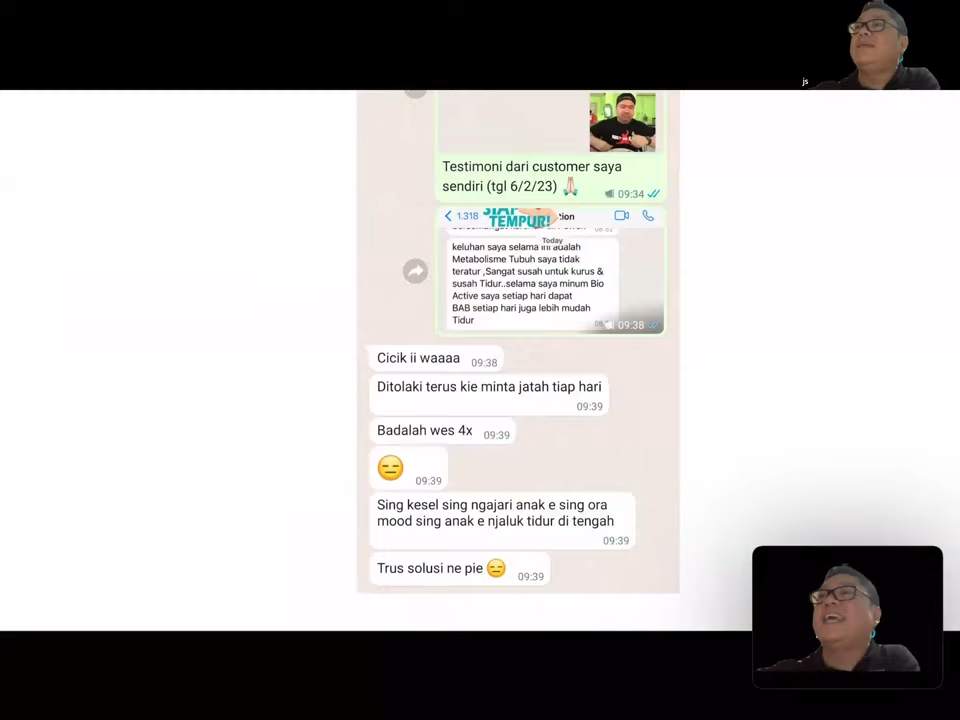 js
Testimoni dari customer saya
sendiri (tgl 6/2/23) 🙏
09:34
1.318
TEMPUR!
Today
keluhan saya selama ini adalah
Metabolisme Tubuh saya tidak
teratur ,Sangat susah untuk kurus &
susah Tidur..selama saya minum Bio
Active saya setiap hari dapat
BAB setiap hari juga lebih mudah
Tidur
09:38
Cicik ii waaaa 09:38
Ditolaki terus kie minta jatah tiap hari
09:39
Badalah wes 4x 09:39
😑 09:39
Sing kesel sing ngajari anak e sing ora
mood sing anak e njaluk tidur di tengah
09:39
Trus solusi ne pie 😑 09:39